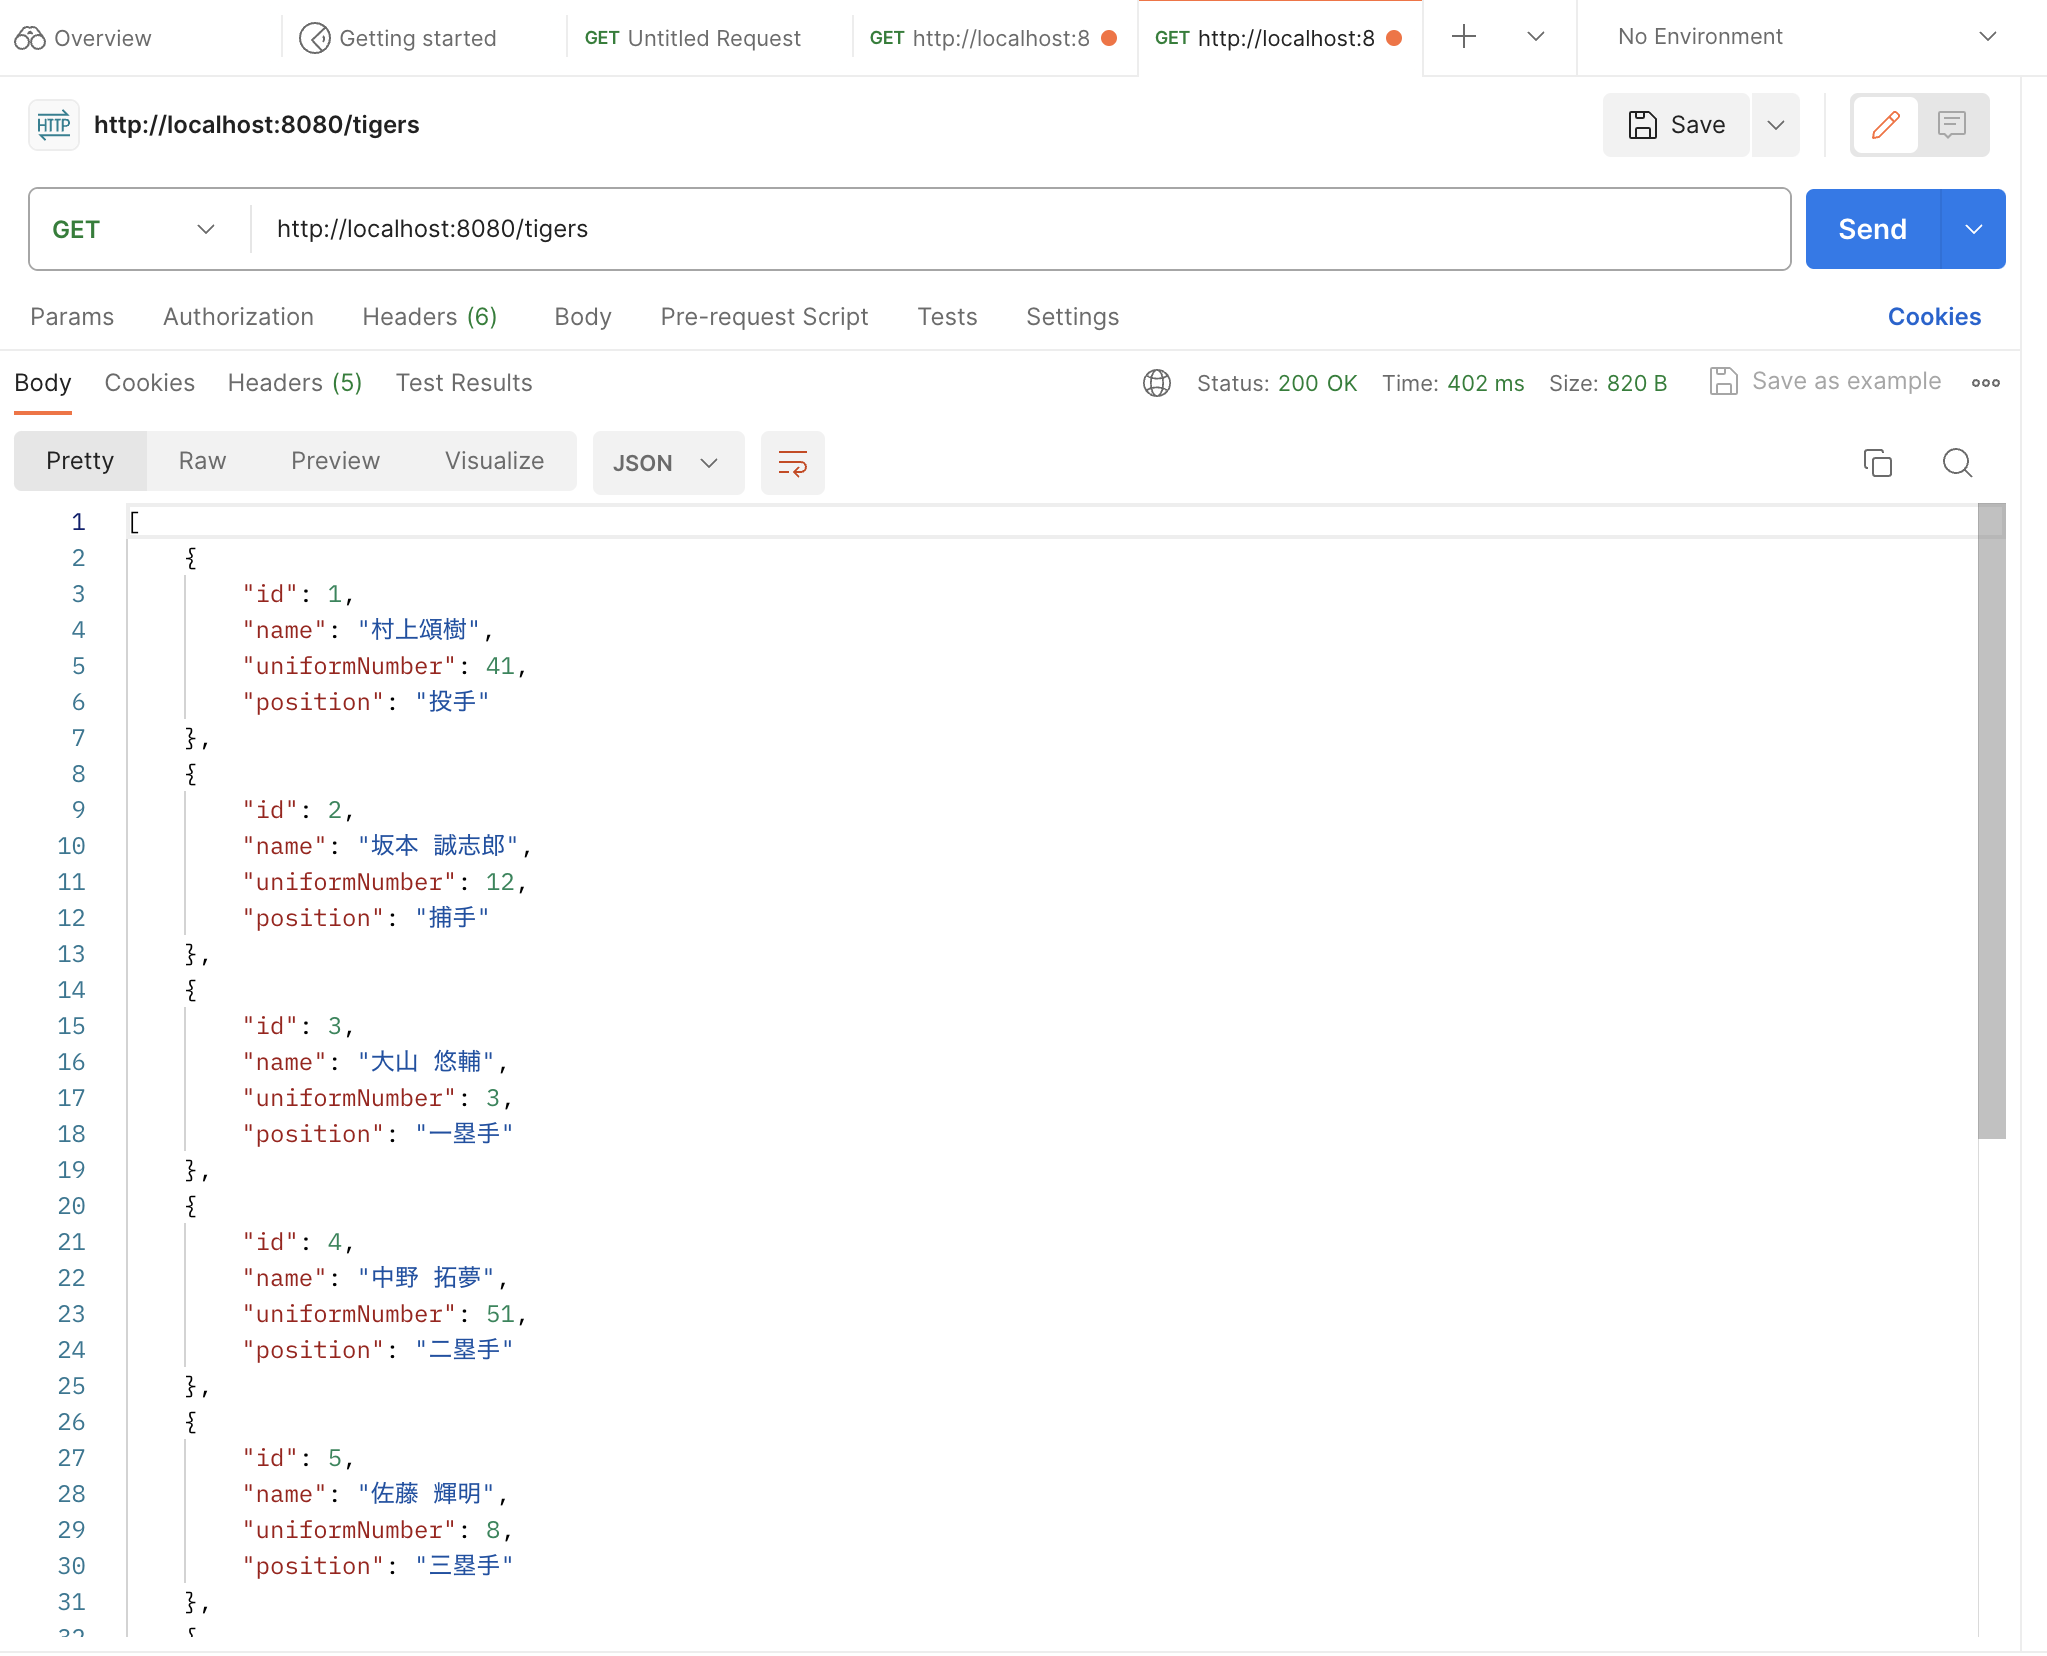 Overview
Getting started
GET Untitled Request
GET http://localhost:8
GET http://localhost:8
No Environment
HTTP
http://localhost:8080/tigers
Save
GET
http://localhost:8080/tigers
Send
Params
Authorization
Headers (6)
Body
Pre-request Script
Tests
Settings
Cookies
Body
Cookies
Headers (5)
Test Results
Status: 200 OK
Time: 402 ms
Size: 820 B
Save as example
Pretty
Raw
Preview
Visualize
JSON
1 [
2 {
3 "id": 1,
4 "name": "村上頌樹",
5 "uniformNumber": 41,
6 "position": "投手"
7 },
8 {
9 "id": 2,
10 "name": "坂本 誠志郎",
11 "uniformNumber": 12,
12 "position": "捕手"
13 },
14 {
15 "id": 3,
16 "name": "大山 悠輔",
17 "uniformNumber": 3,
18 "position": "一塁手"
19 },
20 {
21 "id": 4,
22 "name": "中野 拓夢",
23 "uniformNumber": 51,
24 "position": "二塁手"
25 },
26 {
27 "id": 5,
28 "name": "佐藤 輝明",
29 "uniformNumber": 8,
30 "position": "三塁手"
31 },
32 {